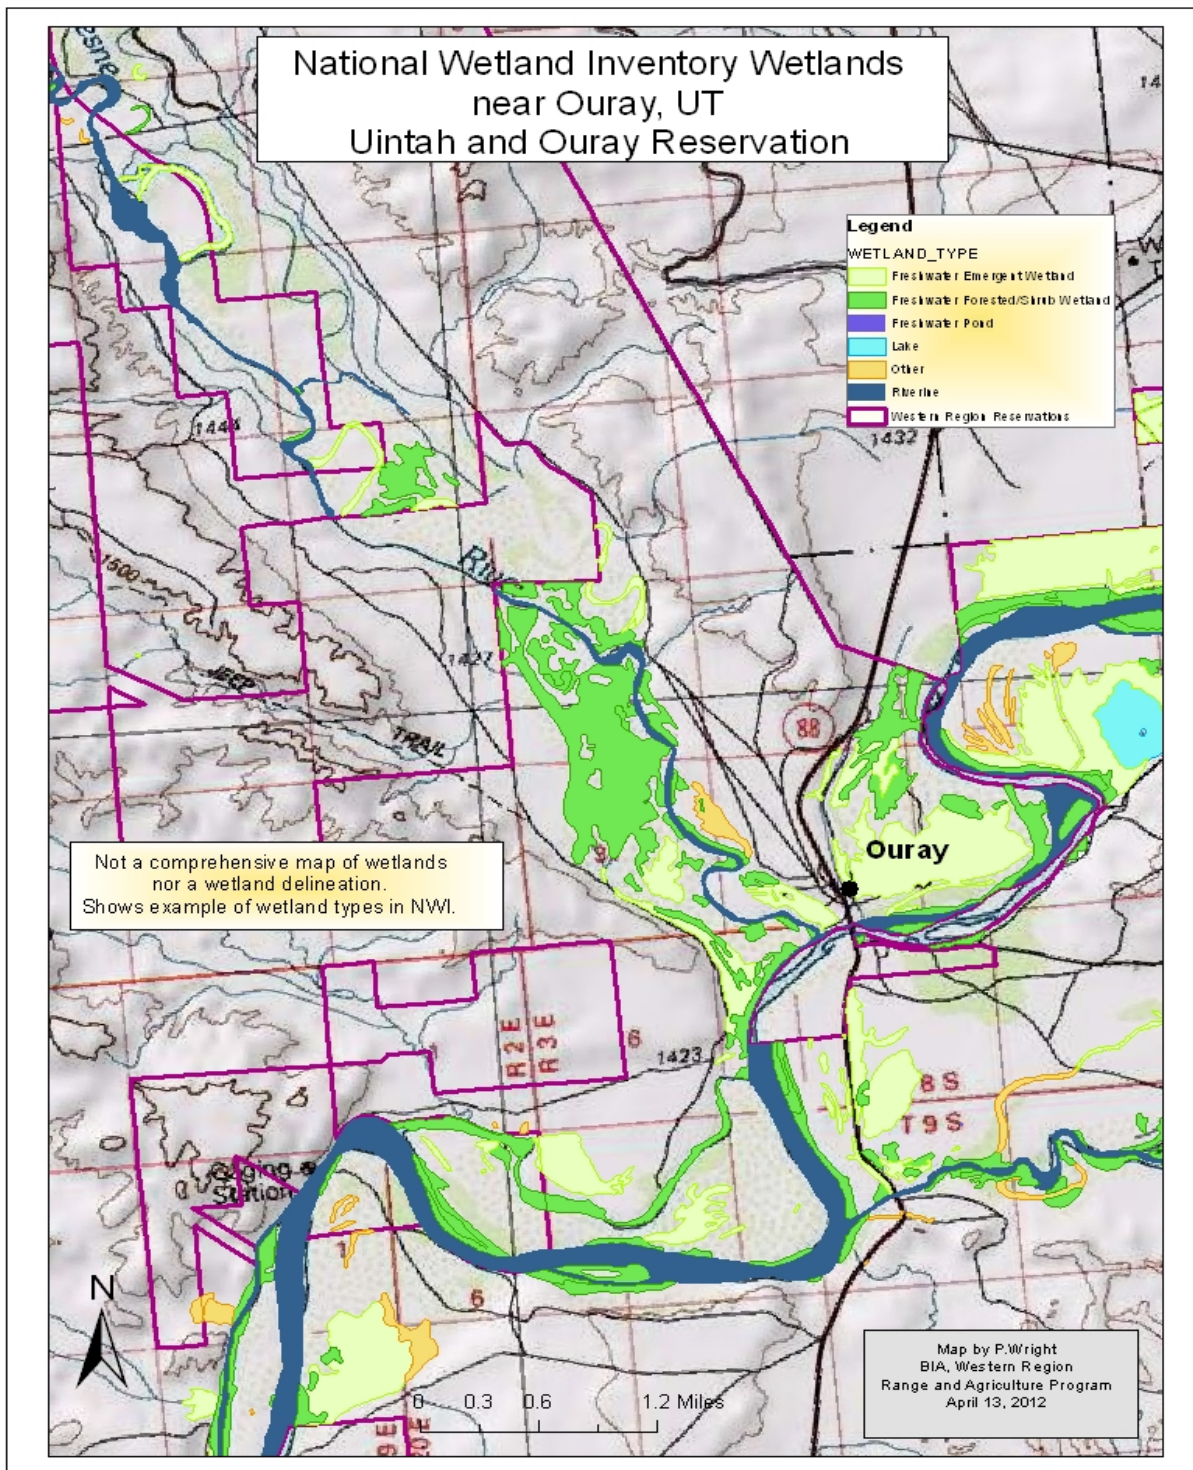 National Wetland Inventory Wetlands
near Ouray, UT
Uintah and Ouray Reservation
Legend
WETLAND_TYPE
Freshwater Emergent Wetland
Freshwater Forested/Shrub Wetland
Freshwater Pond
Lake
Other
Riverine
Western Region Reservations
1444
1432
1500
River
1427
JEEP
TRAIL
88
Ouray
Not a comprehensive map of wetlands
nor a wetland delineation.
Shows example of wetland types in NWI.
R2E
R3E
6
1423
8 S
T 9 S
Gaging
Station
1
6
N
0 0.3 0.6 1.2 Miles
Map by P.Wright
BIA, Western Region
Range and Agriculture Program
April 13, 2012